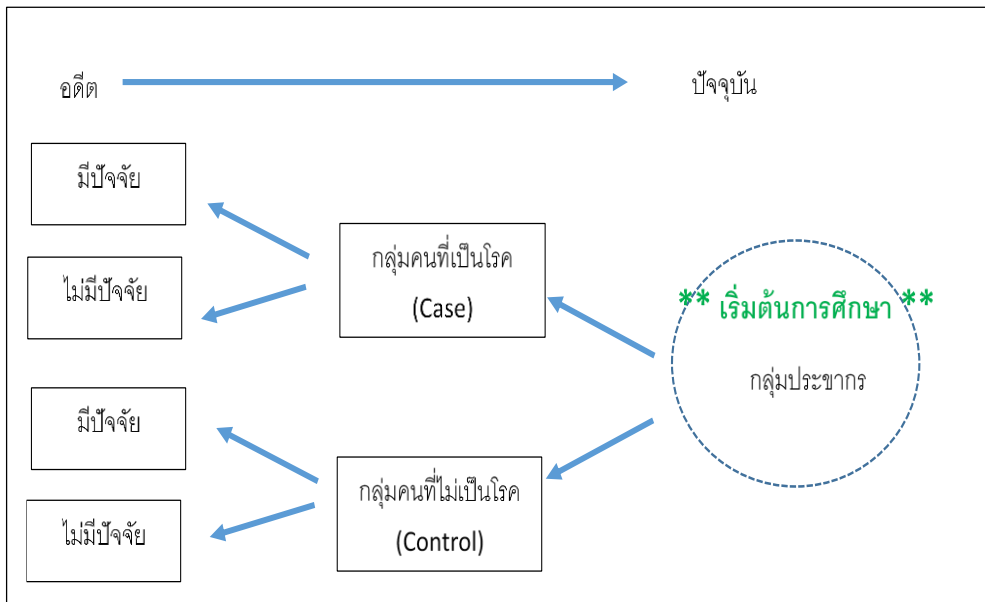 อดีต
ปัจจุบัน
มีปัจจัย
ไม่มีปัจจัย
กลุ่มคนที่เป็นโรค
(Case)
** เริ่มต้นการศึกษา **
กลุ่มประขากร
มีปัจจัย
ไม่มีปัจจัย
กลุ่มคนที่ไม่เป็นโรค
(Control)